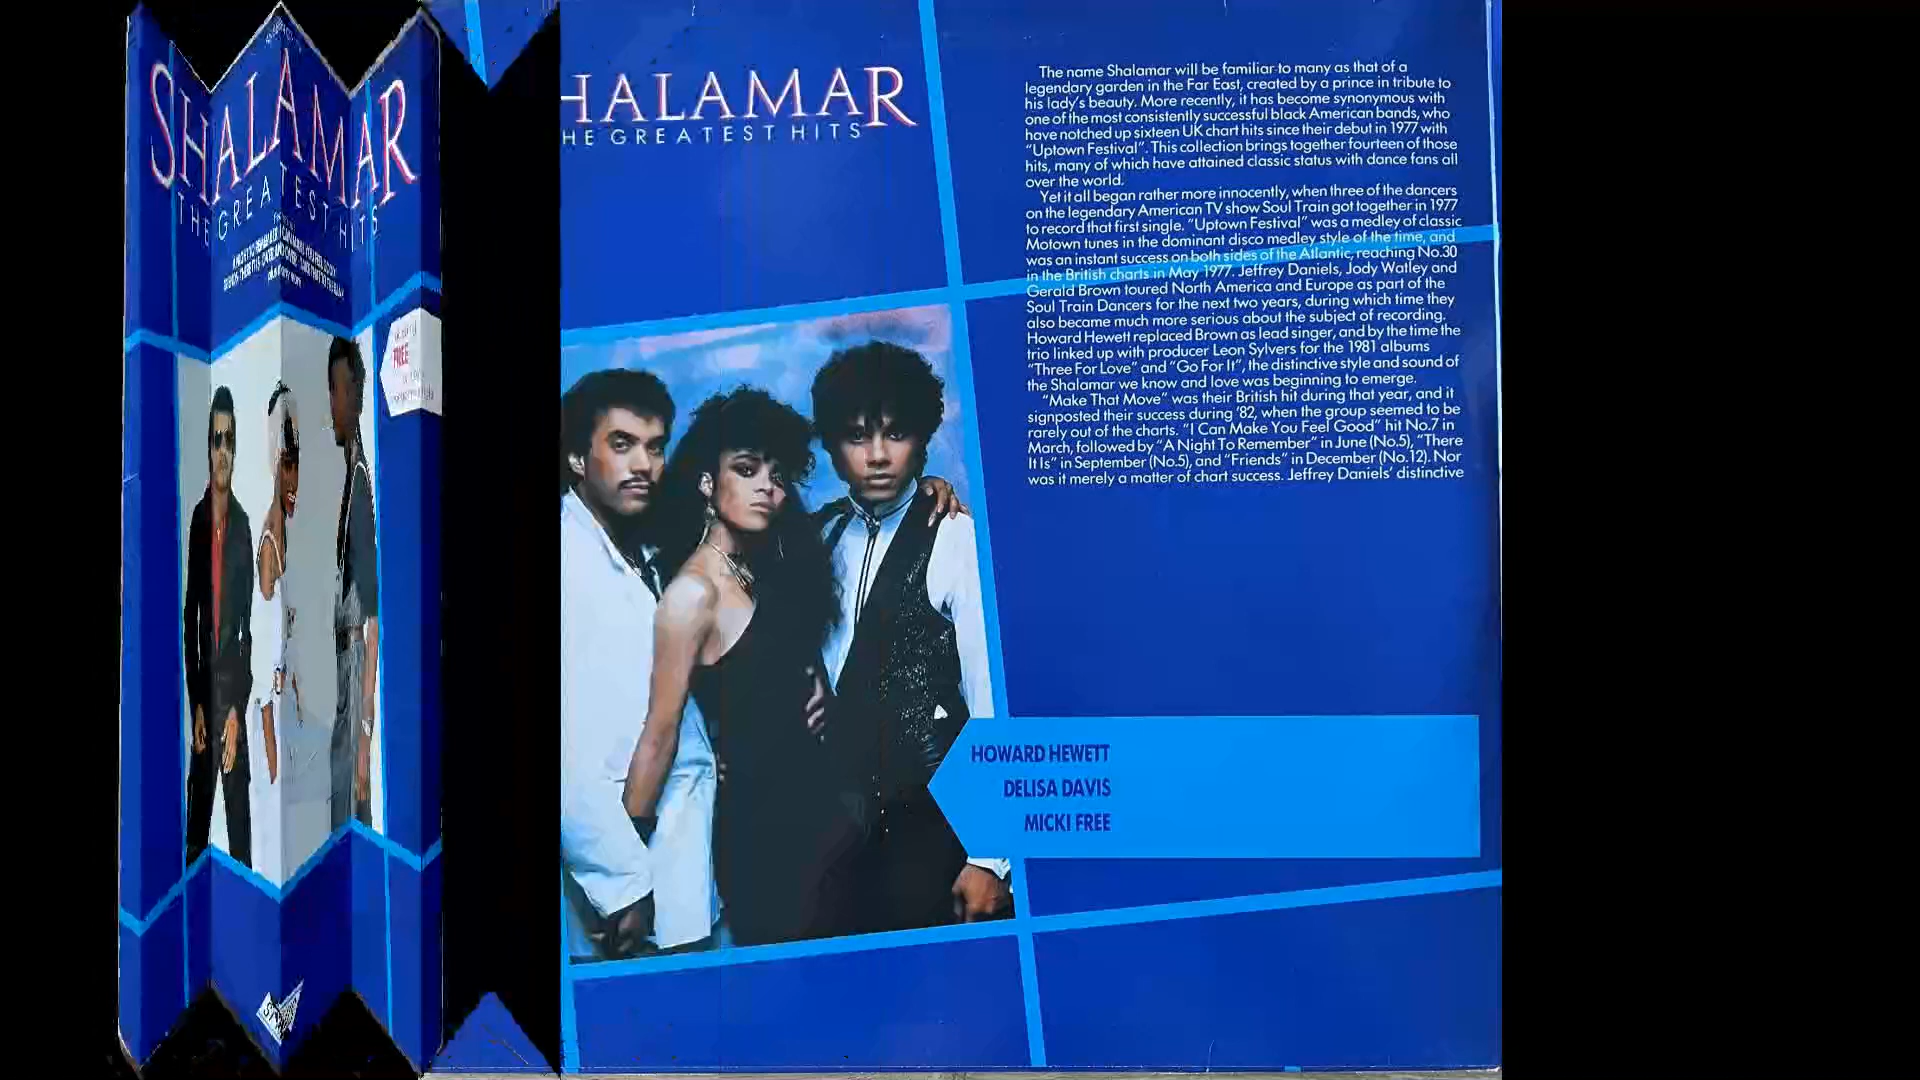 SHALAMAR
THE GREATEST HITS
FREE
HALAMAR
HE GREATEST HITS
The name Shalamar will be familiar to many as that of a
legendary garden in the Far East, created by a prince in tribute to
his lady's beauty. More recently, it has become synonymous with
one of the most consistently successful black American bands, who
have notched up sixteen UK chart hits since their debut in 1977 with
“Uptown Festival”. This collection brings together fourteen of those
hits, many of which have attained classic status with dance fans all
over the world.
Yet it all began rather more innocently, when three of the dancers
on the legendary American TV show Soul Train got together in 1977
to record that first single. “Uptown Festival” was a medley of classic
Motown tunes in the dominant disco medley style of the time, and
was an instant success on both sides of the Atlantic, reaching No.30
in the British charts in May 1977. Jeffrey Daniels, Jody Watley and
Gerald Brown toured North America and Europe as part of the
Soul Train Dancers for the next two years, during which time they
also became much more serious about the subject of recording.
Howard Hewett replaced Brown as lead singer, and by the time the
trio linked up with producer Leon Sylvers for the 1981 albums
“Three For Love” and “Go For It”, the distinctive style and sound of
the Shalamar we know and love was beginning to emerge.
“Make That Move” was their British hit during that year, and it
signposted their success during '82, when the group seemed to be
rarely out of the charts. “I Can Make You Feel Good” hit No.7 in
March, followed by “A Night To Remember” in June (No.5), “There
It Is” in September (No.5), and “Friends” in December (No.12). Nor
was it merely a matter of chart success. Jeffrey Daniels' distinctive
HOWARD HEWETT
DELISA DAVIS
MICKI FREE